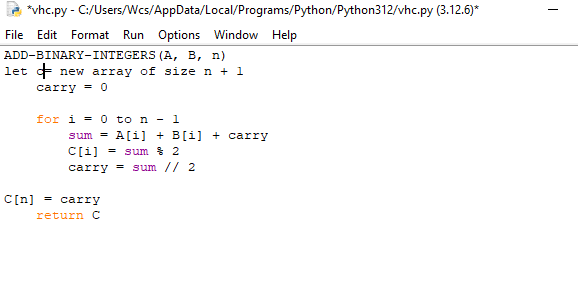 *vhc.py - C:/Users/Wcs/AppData/Local/Programs/Python/Python312/vhc.py (3.12.6)*
File Edit Format Run Options Window Help
ADD-BINARY-INTEGERS(A, B, n)
let c= new array of size n + 1
    carry = 0

    for i = 0 to n - 1
        sum = A[i] + B[i] + carry
        C[i] = sum % 2
        carry = sum // 2

C[n] = carry
    return C